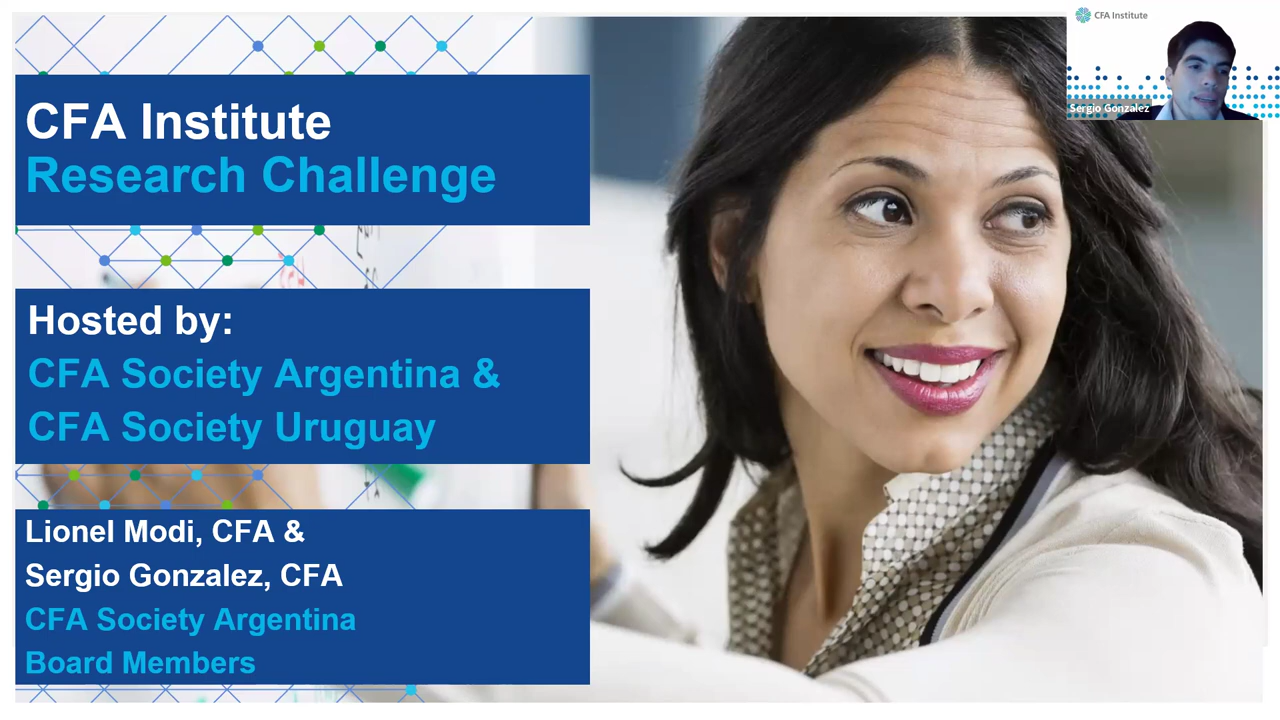 CFA Institute
Research Challenge
Hosted by:
CFA Society Argentina &
CFA Society Uruguay
Lionel Modi, CFA &
Sergio Gonzalez, CFA
CFA Society Argentina
Board Members
CFA Institute
Sergio Gonzalez